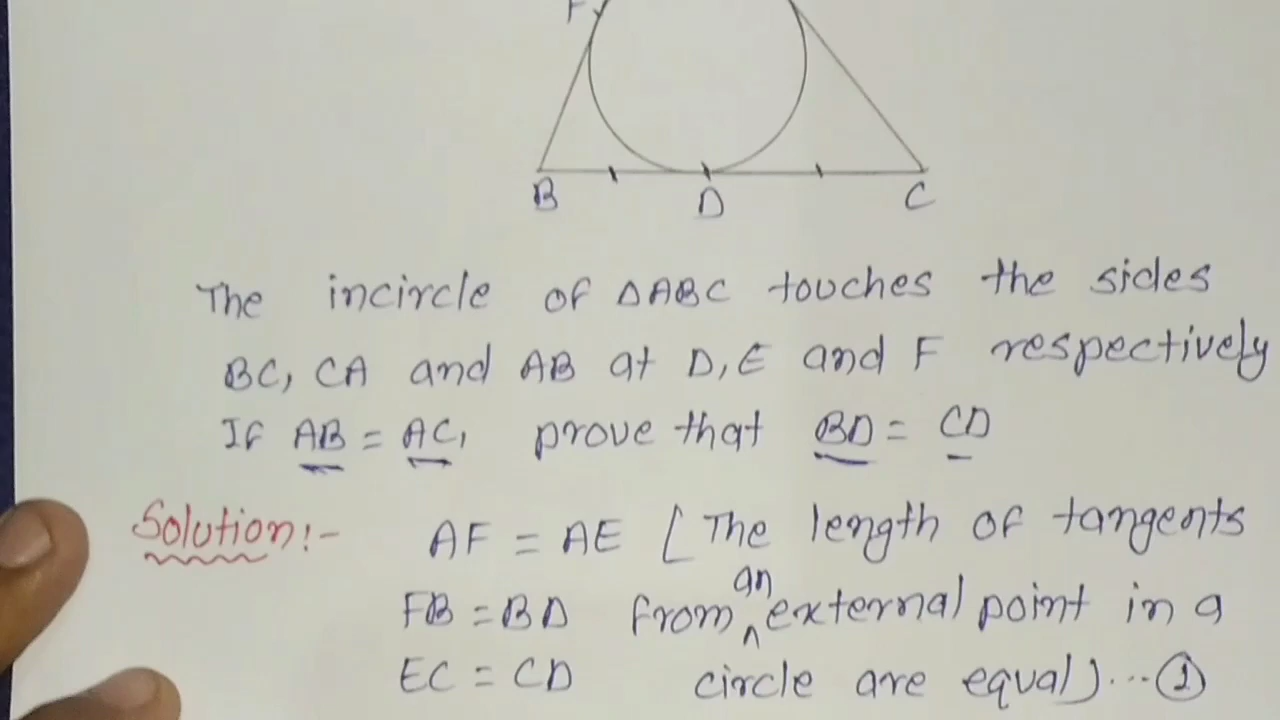 F
B D C
The incircle of ΔABC touches the sides
BC, CA and AB at D, E and F respectively
If AB = AC, prove that BD = CD
Solution:- AF = AE [The length of tangents
FB = BD from an external point in a
EC = CD circle are equal)...①